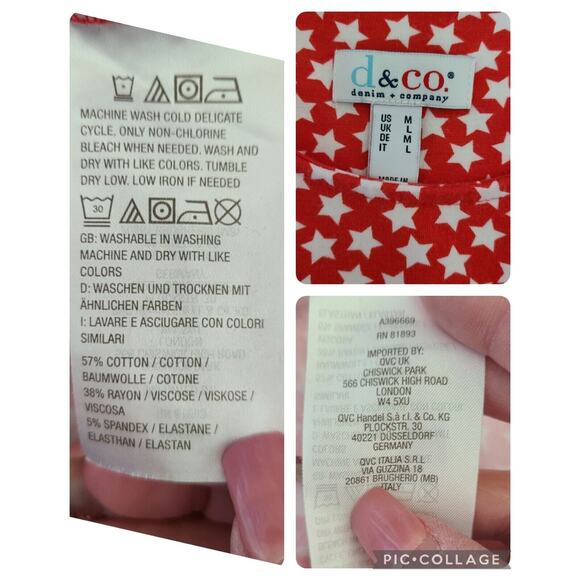 MACHINE WASH COLD DELICATE
CYCLE. ONLY NON-CHLORINE
BLEACH WHEN NEEDED. WASH AND
DRY WITH LIKE COLORS. TUMBLE
DRY LOW. LOW IRON IF NEEDED
30
GB: WASHABLE IN WASHING
MACHINE AND DRY WITH LIKE
COLORS
D: WASCHEN UND TROCKNEN MIT
ÄHNLICHEN FARBEN
I: LAVARE E ASCIUGARE CON COLORI
SIMILARI
57% COTTON / COTTON /
BAUMWOLLE / COTONE
38% RAYON / VISCOSE / VISKOSE /
VISCOSA
5% SPANDEX / ELASTANE /
ELASTHAN / ELASTAN
d&co.®
denim + company
US M
UK L
DE M
IT L
MADE IN
A396669
RN 81893
IMPORTED BY:
QVC UK
CHISWICK PARK
566 CHISWICK HIGH ROAD
LONDON
W4 5XU
QVC Handel S.à r.l. & Co. KG
PLOCKSTR. 30
40221 DÜSSELDORF
GERMANY
QVC ITALIA S.R.L
VIA GUZZINA 18
20861 BRUGHERIO (MB)
ITALY
PIC•COLLAGE